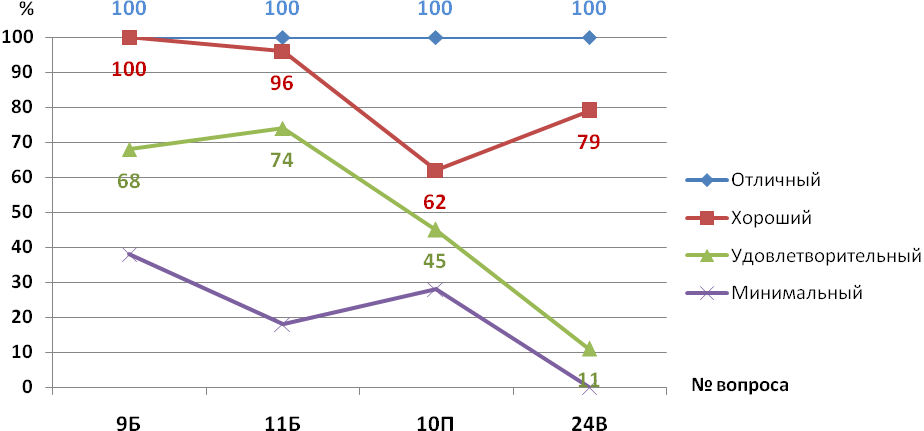 % 100 100 100 100
100
90
80
70
60
50
40
30
20
10
0
100 96 62 79
68 74 45 11
9Б 11Б 10П 24В
№ вопроса
Отличный
Хороший
Удовлетворительный
Минимальный